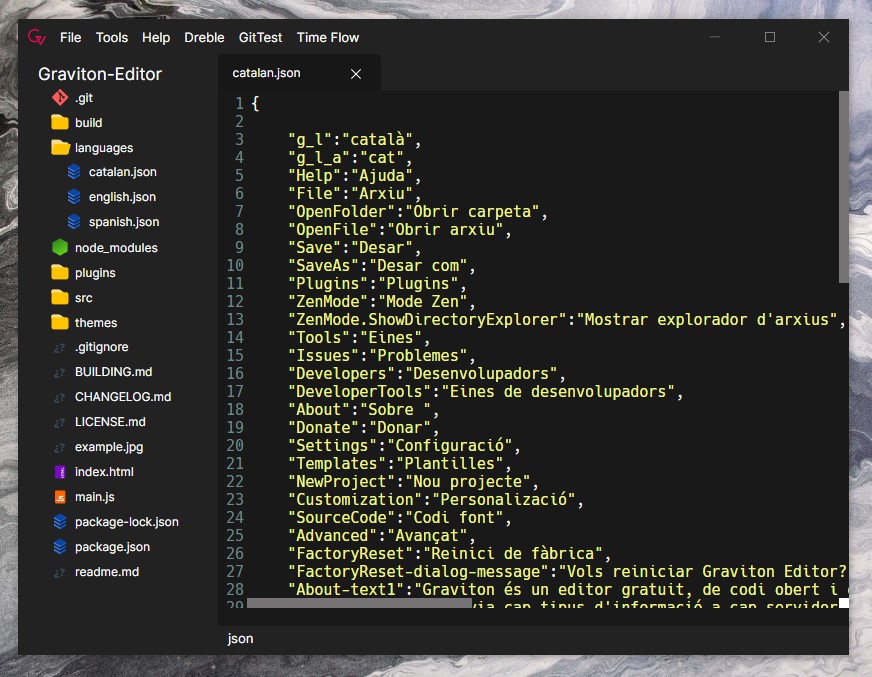 File Tools Help Dreble GitTest Time Flow
Graviton-Editor
.git
build
languages
catalan.json
english.json
spanish.json
node_modules
plugins
src
themes
.gitignore
BUILDING.md
CHANGELOG.md
LICENSE.md
example.jpg
index.html
main.js
package-lock.json
package.json
readme.md
catalan.json
1 {
2
3 "g_l":"català",
4 "g_l_a":"cat",
5 "Help":"Ajuda",
6 "File":"Arxiu",
7 "OpenFolder":"Obrir carpeta",
8 "OpenFile":"Obrir arxiu",
9 "Save":"Desar",
10 "SaveAs":"Desar com",
11 "Plugins":"Plugins",
12 "ZenMode":"Mode Zen",
13 "ZenMode.ShowDirectoryExplorer":"Mostrar explorador d'arxius",
14 "Tools":"Eines",
15 "Issues":"Problemes",
16 "Developers":"Desenvolupadors",
17 "DeveloperTools":"Eines de desenvolupadors",
18 "About":"Sobre ",
19 "Donate":"Donar",
20 "Settings":"Configuració",
21 "Templates":"Plantilles",
22 "NewProject":"Nou projecte",
23 "Customization":"Personalizació",
24 "SourceCode":"Codi font",
25 "Advanced":"Avançat",
26 "FactoryReset":"Reinici de fàbrica",
27 "FactoryReset-dialog-message":"Vols reiniciar Graviton Editor?
28 "About-text1":"Graviton és un editor gratuit, de codi obert i
29 cap tipus d'informació a cap servidor
json